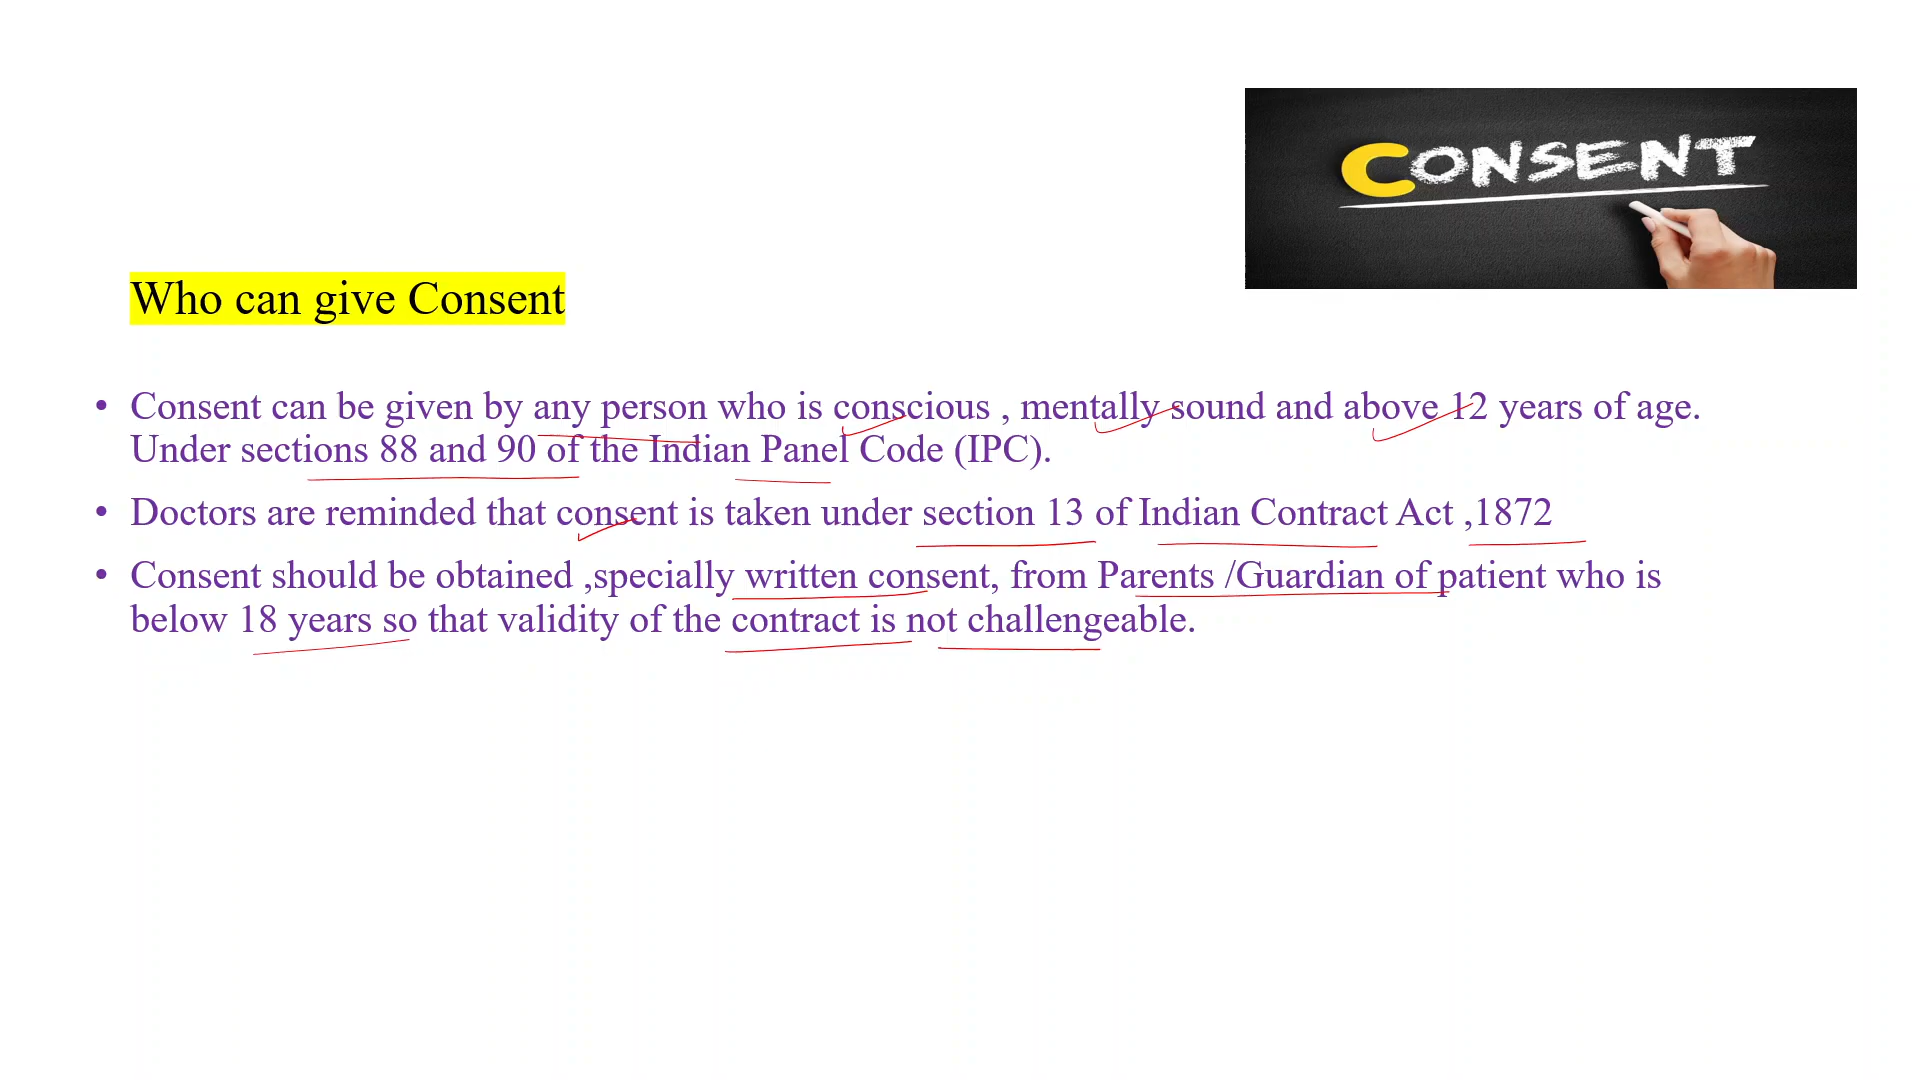 CONSENT
Who can give Consent
• Consent can be given by any person who is conscious , mentally sound and above 12 years of age.
Under sections 88 and 90 of the Indian Panel Code (IPC).
• Doctors are reminded that consent is taken under section 13 of Indian Contract Act ,1872
• Consent should be obtained ,specially written consent, from Parents /Guardian of patient who is
below 18 years so that validity of the contract is not challengeable.